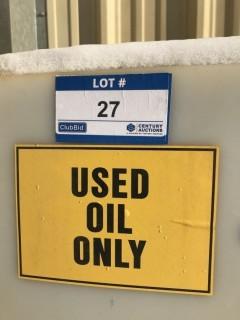 LOT #
27
ClubBid
CENTURY
AUCTIONS
USED
OIL
ONLY